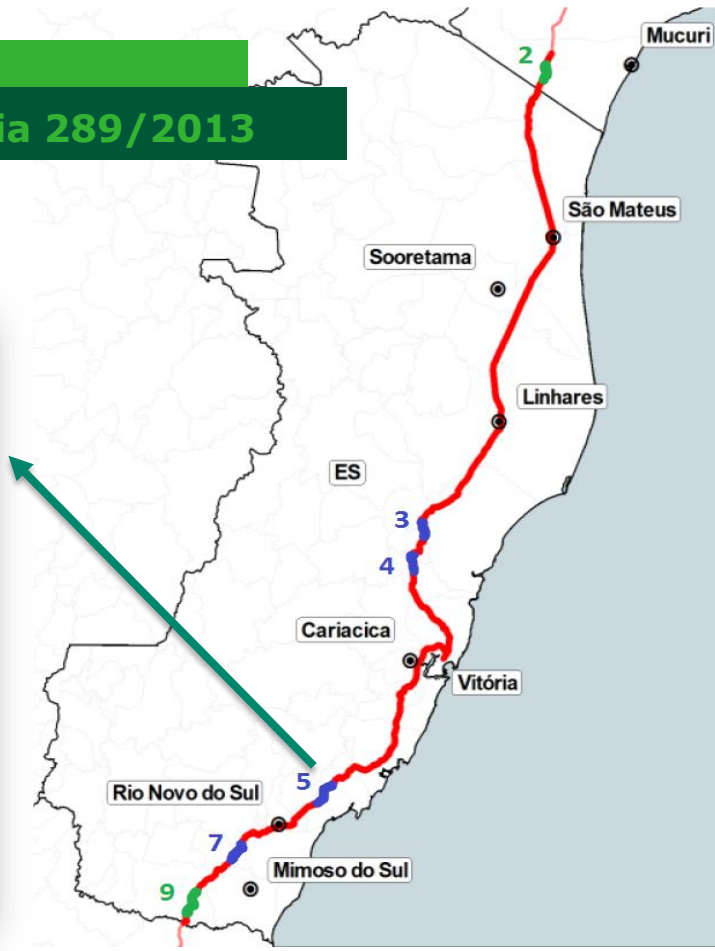 2
Mucuri
ia 289/2013
São Mateus
Sooretama
Linhares
ES
3
4
Cariacica
Vitória
5
Rio Novo do Sul
7
Mimoso do Sul
9